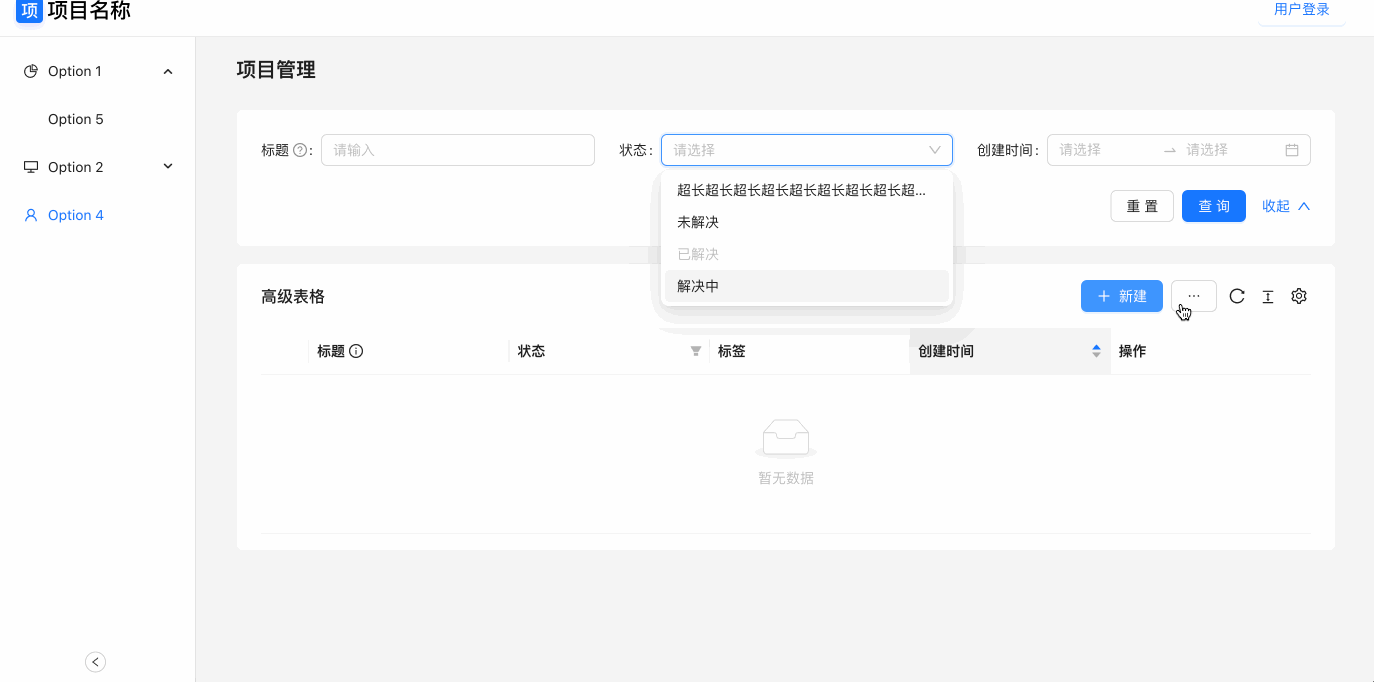 项 项目名称
用户登录
Option 1
Option 5
Option 2
Option 4
项目管理
标题 ? :
请输入
状态 :
请选择
创建时间 :
请选择
请选择
超长超长超长超长超长超长超长超长超...
未解决
已解决
解决中
重 置
查 询
收起
高级表格
+ 新建
...
标题
状态
标签
创建时间
操作
暂无数据